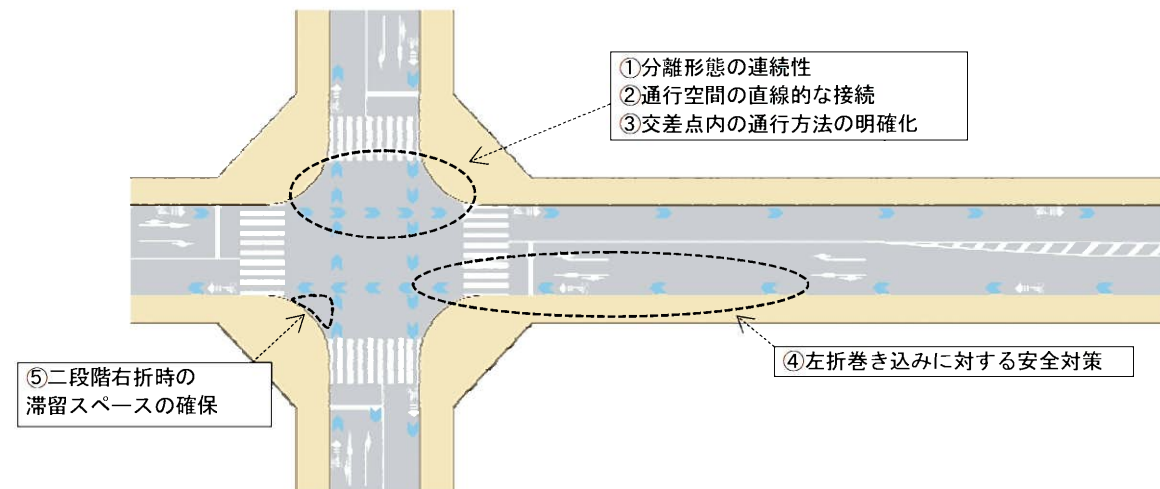 ①分離形態の連続性
②通行空間の直線的な接続
③交差点内の通行方法の明確化
④左折巻き込みに対する安全対策
⑤二段階右折時の
滞留スペースの確保